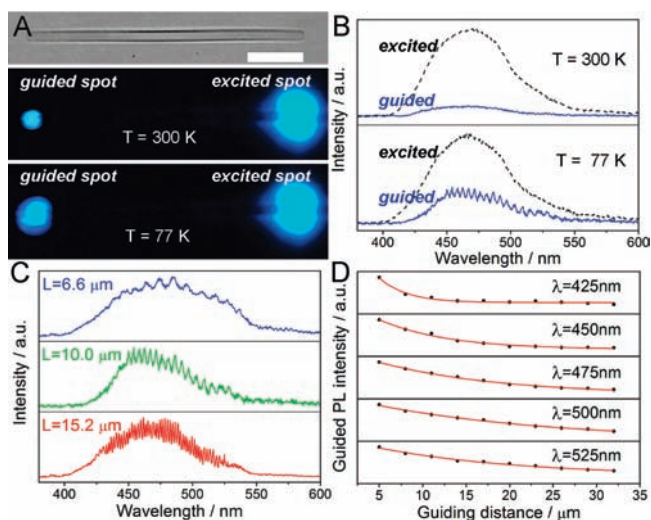 A
guided spot excited spot
T = 300 K
guided spot excited spot
T = 77 K
B
excited
T = 300 K
guided
excited
T = 77 K
guided
Intensity / a.u.
400 450 500 550 600
Wavelength / nm
C
L=6.6 μm
L=10.0 μm
L=15.2 μm
Intensity / a.u.
400 450 500 550 600
Wavelength / nm
D
λ=425nm
λ=450nm
λ=475nm
λ=500nm
λ=525nm
Guided PL intensity / a.u.
5 10 15 20 25 30 35
Guiding distance / μm